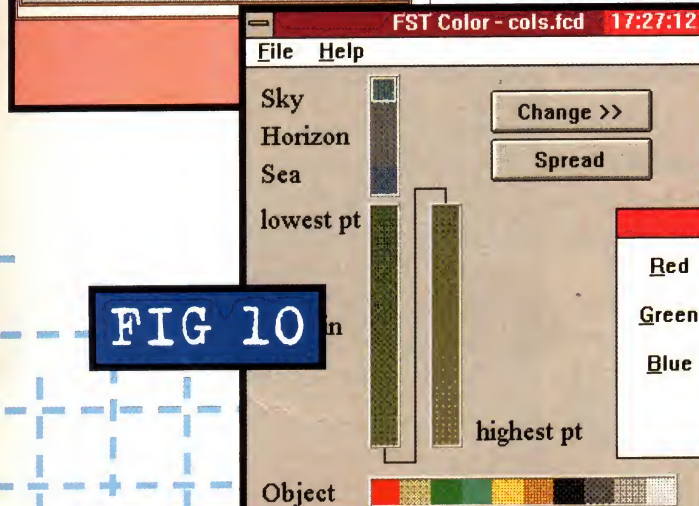 FST Color - cols.fcd 17:27:12
File Help
Sky
Horizon
Sea
Change >>
Spread
lowest pt
Red
Green
Blue
FIG 10
in
highest pt
Object